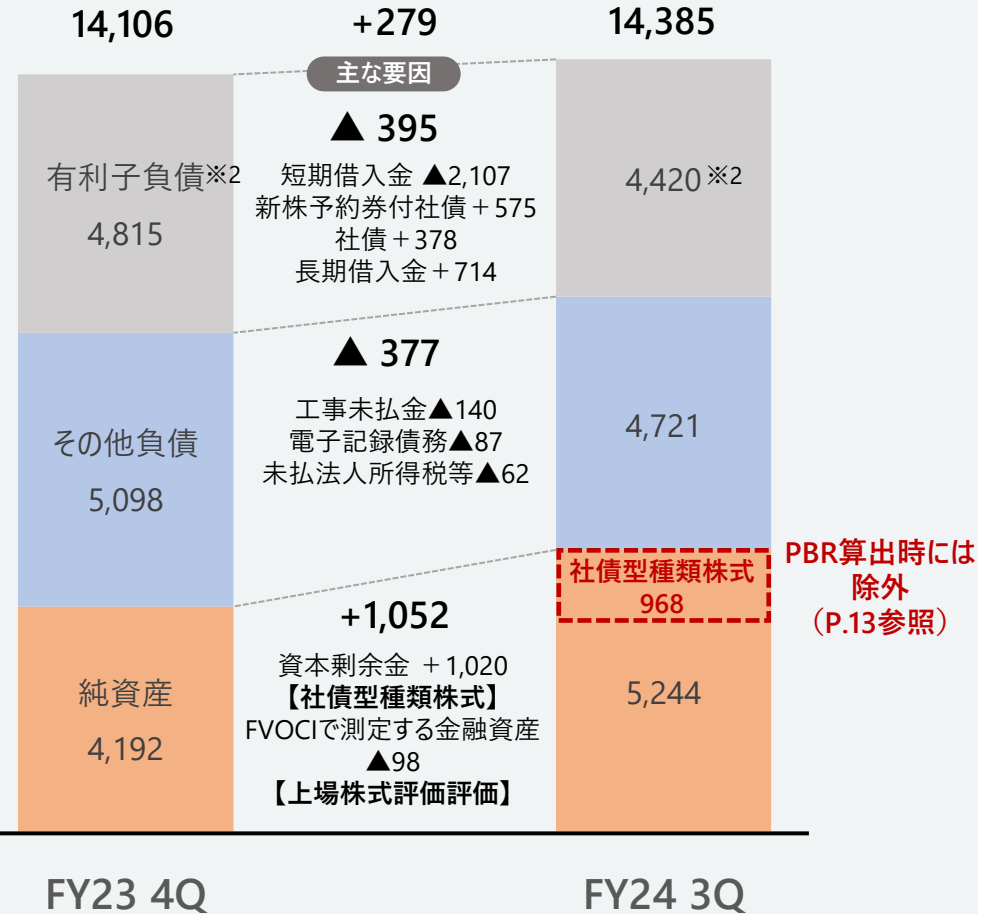 14,106
+279
14,385
主な要因
有利子負債※2
4,815
▲ 395
短期借入金 ▲2,107
新株予約券付社債＋575
社債＋378
長期借入金＋714
4,420 ※2
その他負債
5,098
▲ 377
工事未払金▲140
電子記録債務▲87
未払法人所得税等▲62
4,721
純資産
4,192
+1,052
資本剰余金 ＋1,020
【社債型種類株式】
FVOCIで測定する金融資産
▲98
【上場株式評価評価】
社債型種類株式
968
5,244
PBR算出時には
除外
（P.13参照）
FY23 4Q
FY24 3Q